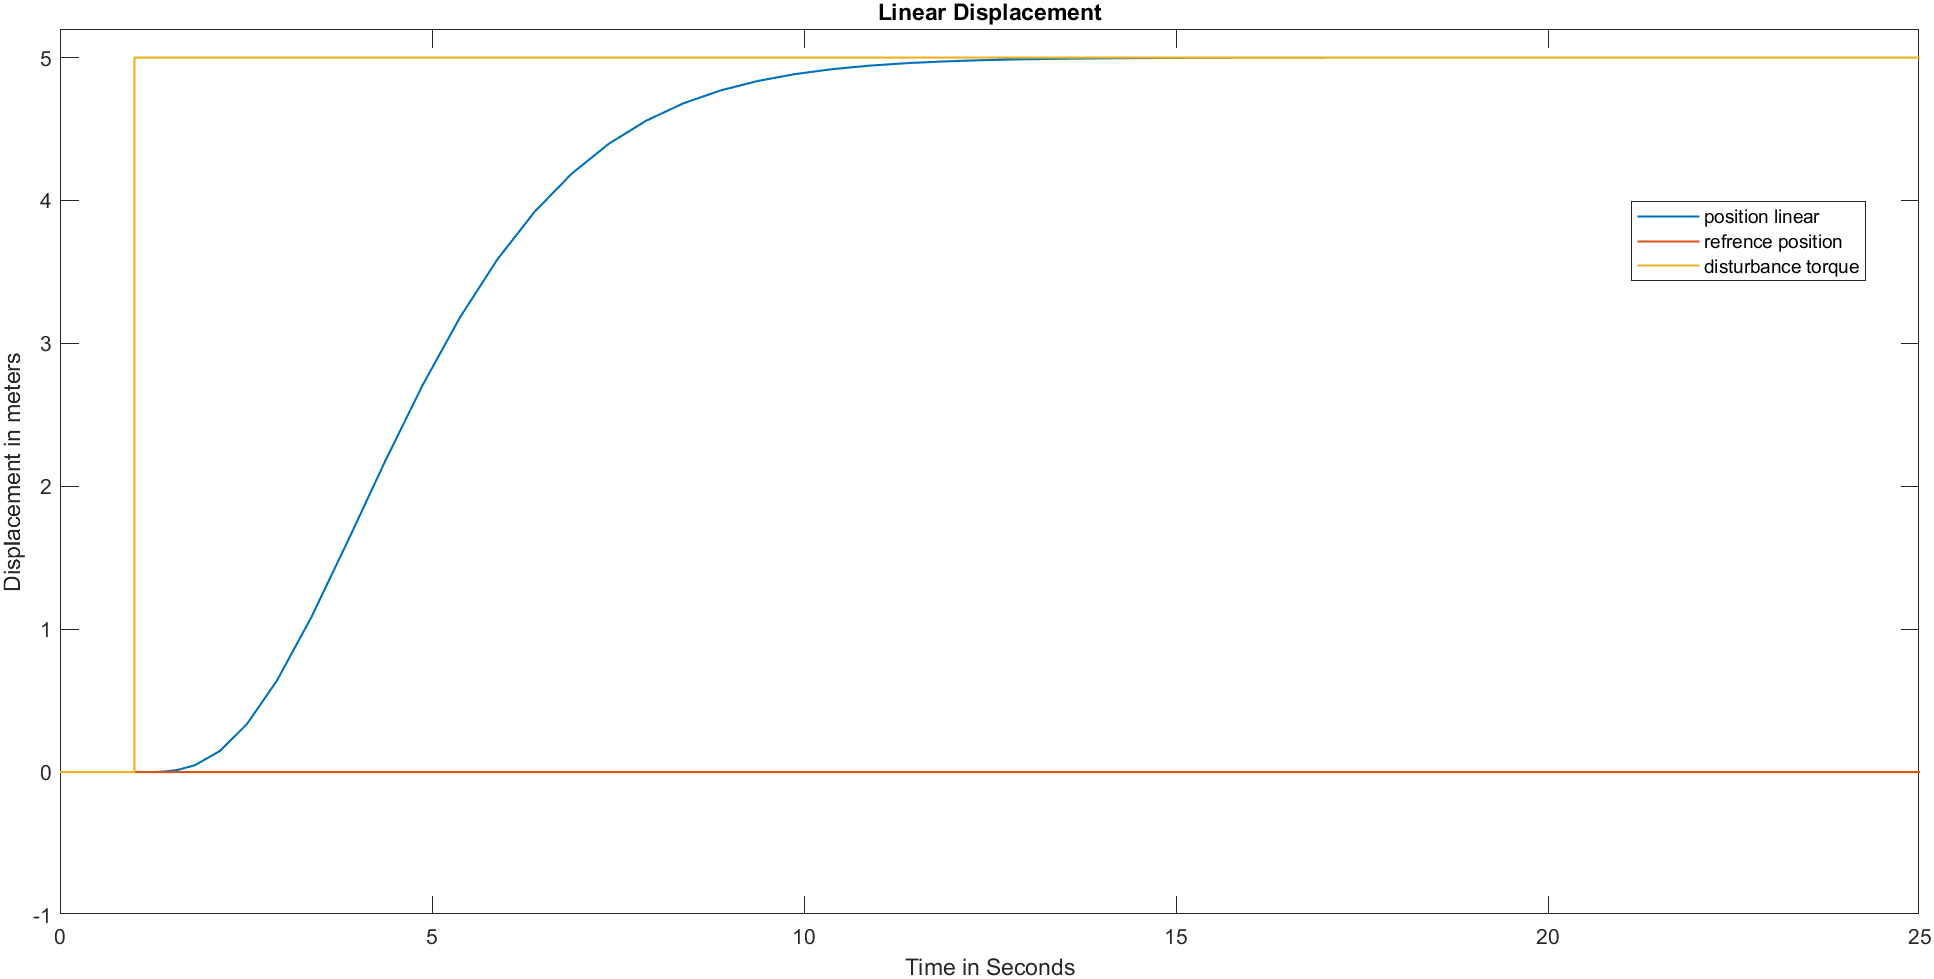 Linear Displacement
5
4
3
2
1
0
-1
Displacement in meters
position linear
refrence position
disturbance torque
0 5 10 15 20 25
Time in Seconds